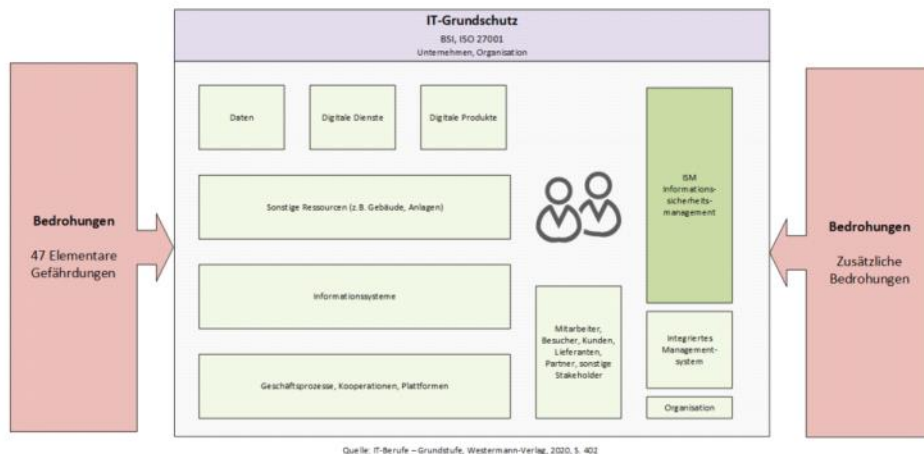 IT-Grundschutz
BSI, ISO 27001
Unternehmen, Organisation
Bedrohungen
47 Elementare
Gefährdungen
Daten
Digitale Dienste
Digitale Produkte
Sonstige Ressourcen (z.B. Gebäude, Anlagen)
Informationssysteme
Geschäftsprozesse, Kooperationen, Plattformen
Mitarbeiter,
Besucher, Kunden,
Lieferanten,
Partner, sonstige
Stakeholder
ISM
Informations-
sicherheits-
management
Integriertes
Management-
system
Organisation
Bedrohungen
Zusätzliche
Bedrohungen
Quelle: IT-Berufe – Grundstufe, Westermann-Verlag, 2020, S. 402